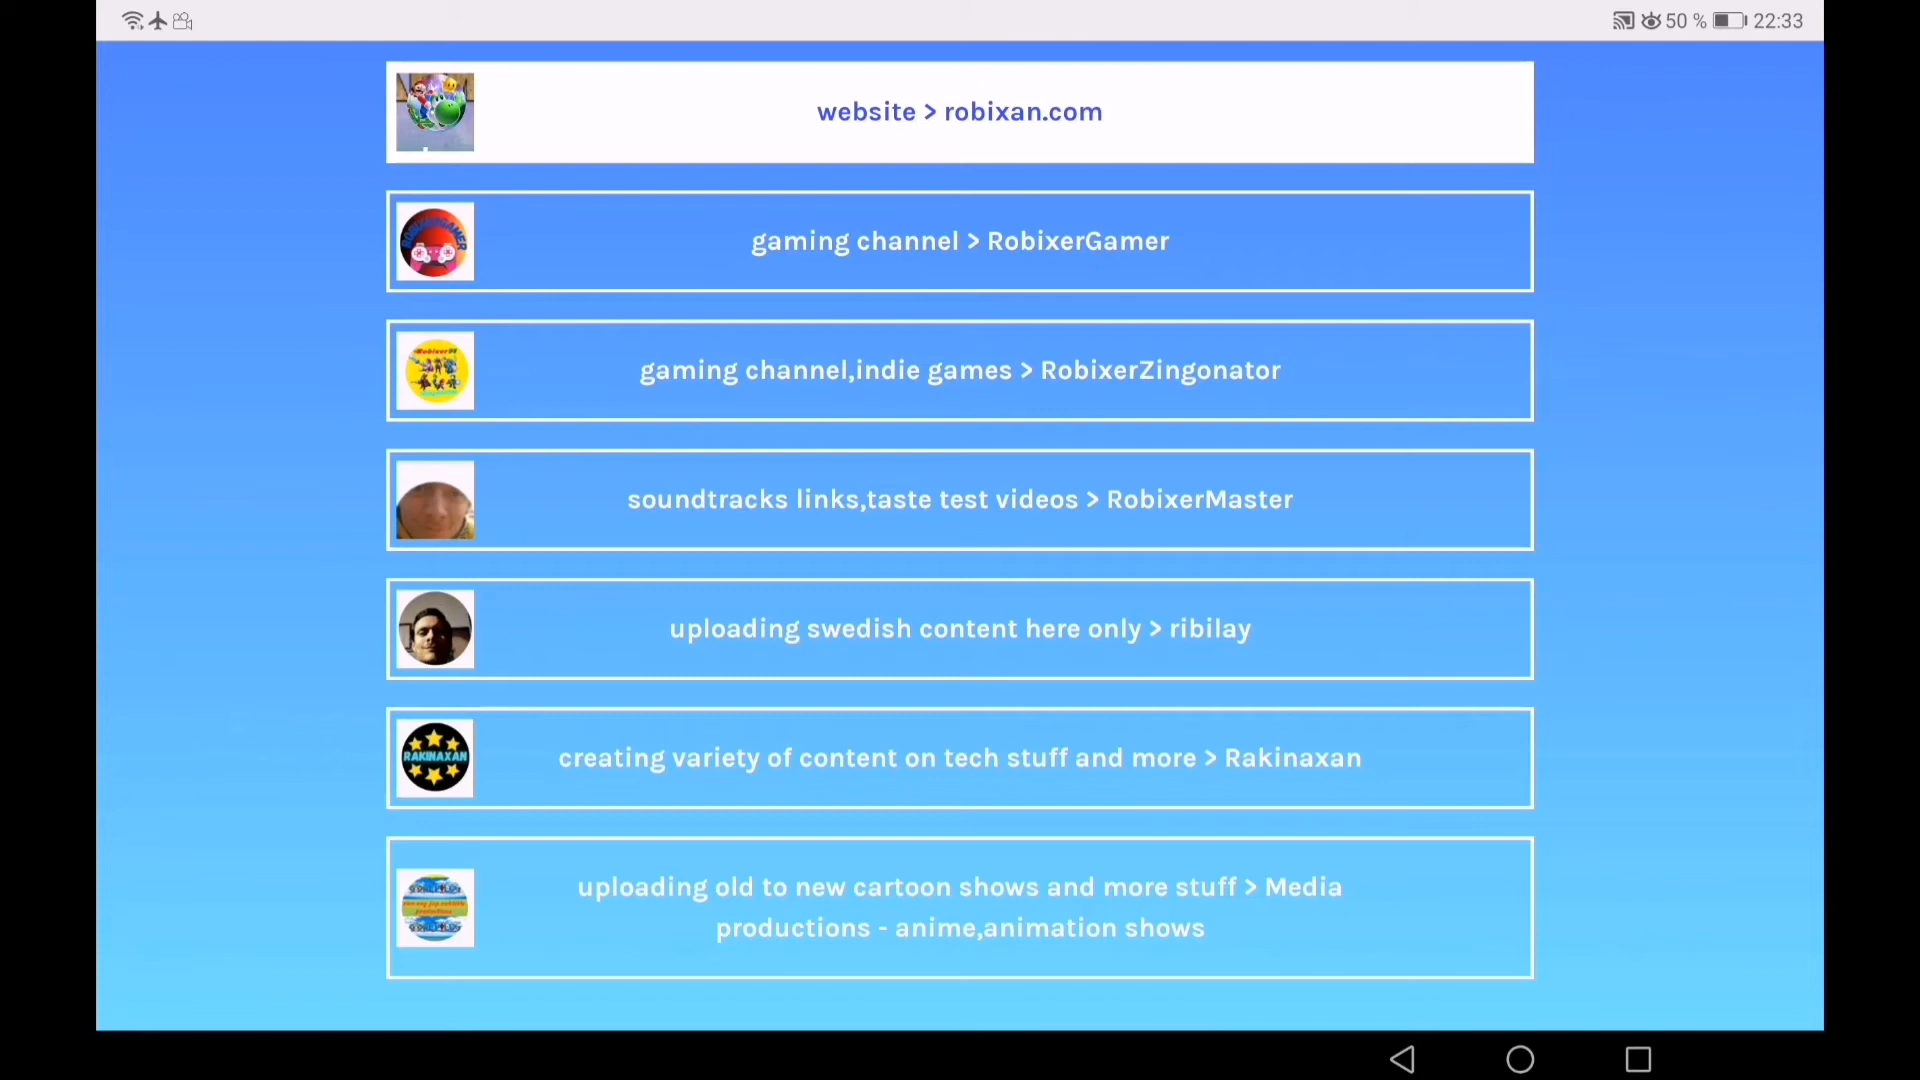 50 % 22:33
website > robixan.com
ROBIXERGAMER
gaming channel > RobixerGamer
gaming channel,indie games > RobixerZingonator
soundtracks links,taste test videos > RobixerMaster
uploading swedish content here only > ribilay
RAKINAXAN
creating variety of content on tech stuff and more > Rakinaxan
uploading old to new cartoon shows and more stuff > Media
productions - anime,animation shows